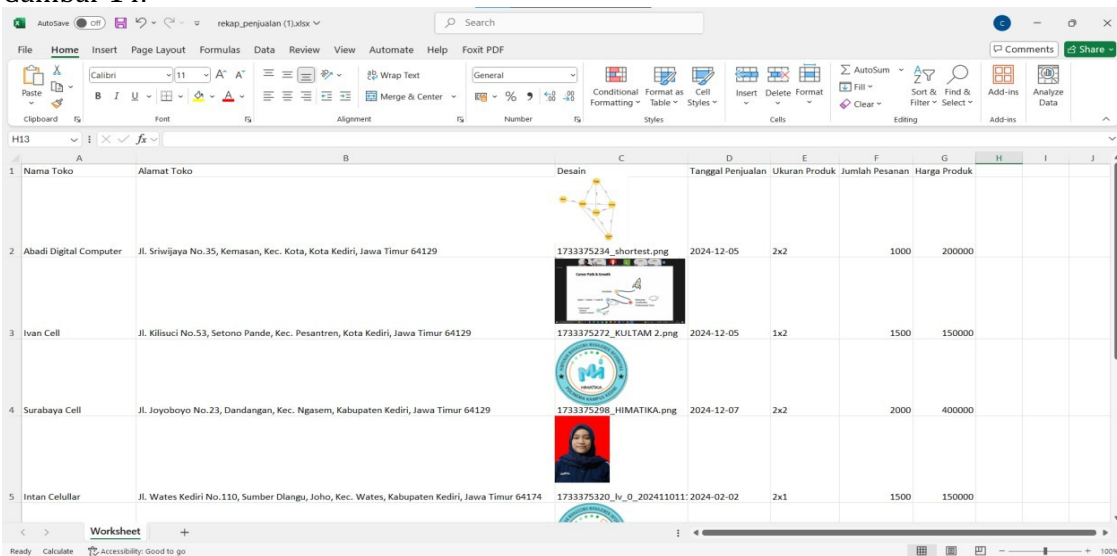 Gambar 14.
AutoSave Off rekap_penjualan (1).xlsx Search C
File Home Insert Page Layout Formulas Data Review View Automate Help Foxit PDF Comments Share
Paste Calibri 11 A A Wrap Text General Conditional Format as Cell Insert Delete Format AutoSum Sort & Find & Add-ins Analyze
B I U A Merge & Center % 9 Formatting Table Styles Fill Filter Select Data
Clear
Clipboard Font Alignment Number Styles Cells Editing Add-ins
H13 fx
A B C D E F G H I J
1 Nama Toko Alamat Toko Desain Tanggal Penjualan Ukuran Produk Jumlah Pesanan Harga Produk
2 Abadi Digital Computer Jl. Sriwijaya No.35, Kemasan, Kec. Kota, Kota Kediri, Jawa Timur 64129 1733375234_shortest.png 2024-12-05 2x2 1000 200000
Career Path & Growth
3 Ivan Cell Jl. Kilisuci No.53, Setono Pande, Kec. Pesantren, Kota Kediri, Jawa Timur 64129 1733375272_KULTAM 2.png 2024-12-05 1x2 1500 150000
HIMATIKA
4 Surabaya Cell Jl. Joyoboyo No.23, Dandangan, Kec. Ngasem, Kabupaten Kediri, Jawa Timur 64129 1733375298_HIMATIKA.png 2024-12-07 2x2 2000 400000
5 Intan Celullar Jl. Wates Kediri No.110, Sumber Dlangu, Joho, Kec. Wates, Kabupaten Kediri, Jawa Timur 64174 1733375320_lv_0_202411011 2024-02-02 2x1 1500 150000
Worksheet
Ready Calculate Accessibility: Good to go 100%